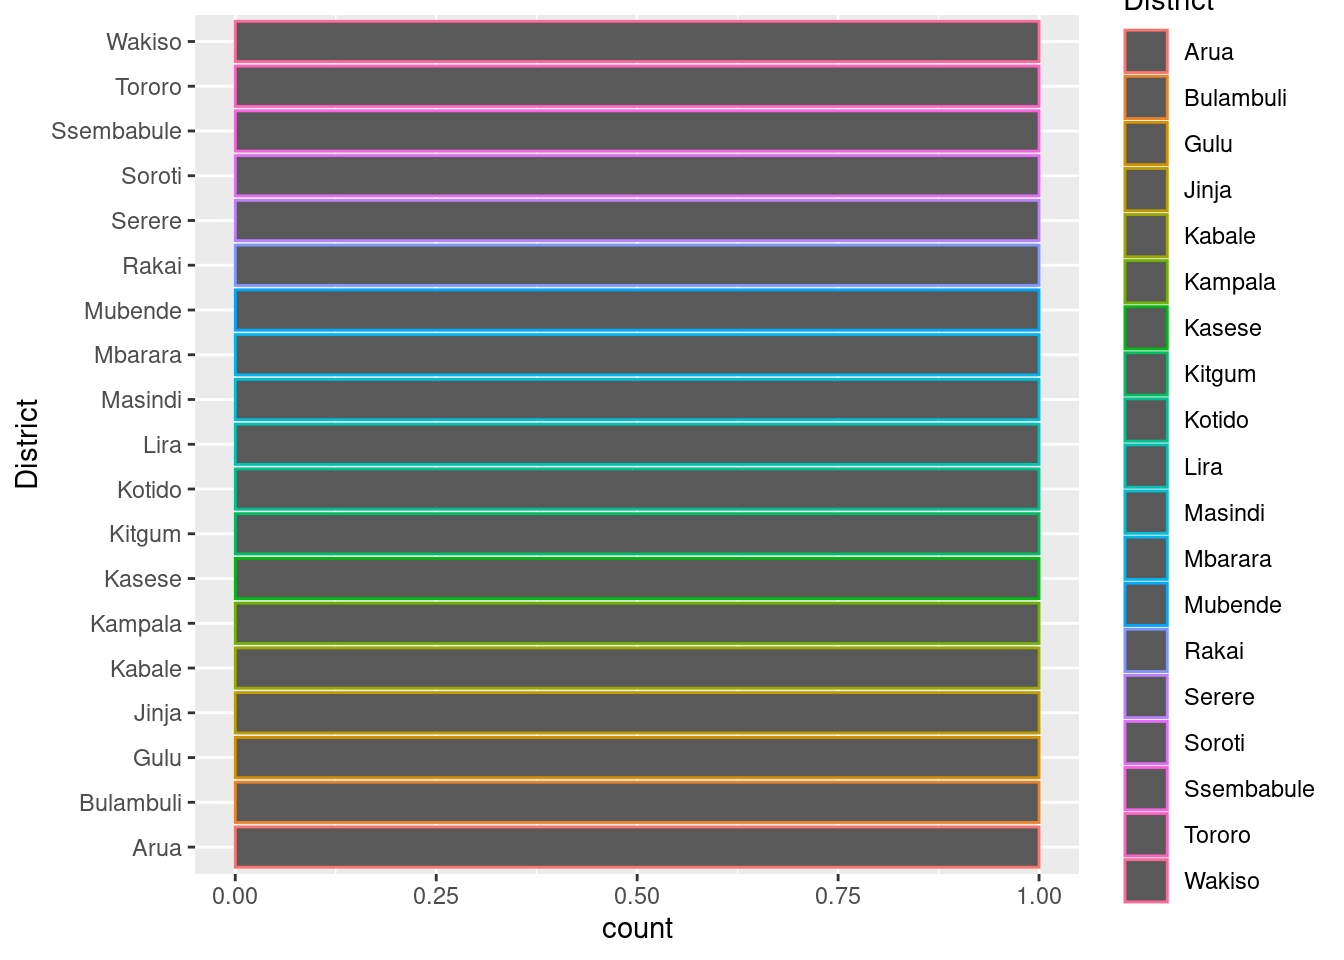 District
Wakiso
Tororo
Ssembabule
Soroti
Serere
Rakai
Mubende
Mbarara
Masindi
Lira
Kotido
Kitgum
Kasese
Kampala
Kabale
Jinja
Gulu
Bulambuli
Arua
0.00 0.25 0.50 0.75 1.00
count
District
Arua
Bulambuli
Gulu
Jinja
Kabale
Kampala
Kasese
Kitgum
Kotido
Lira
Masindi
Mbarara
Mubende
Rakai
Serere
Soroti
Ssembabule
Tororo
Wakiso